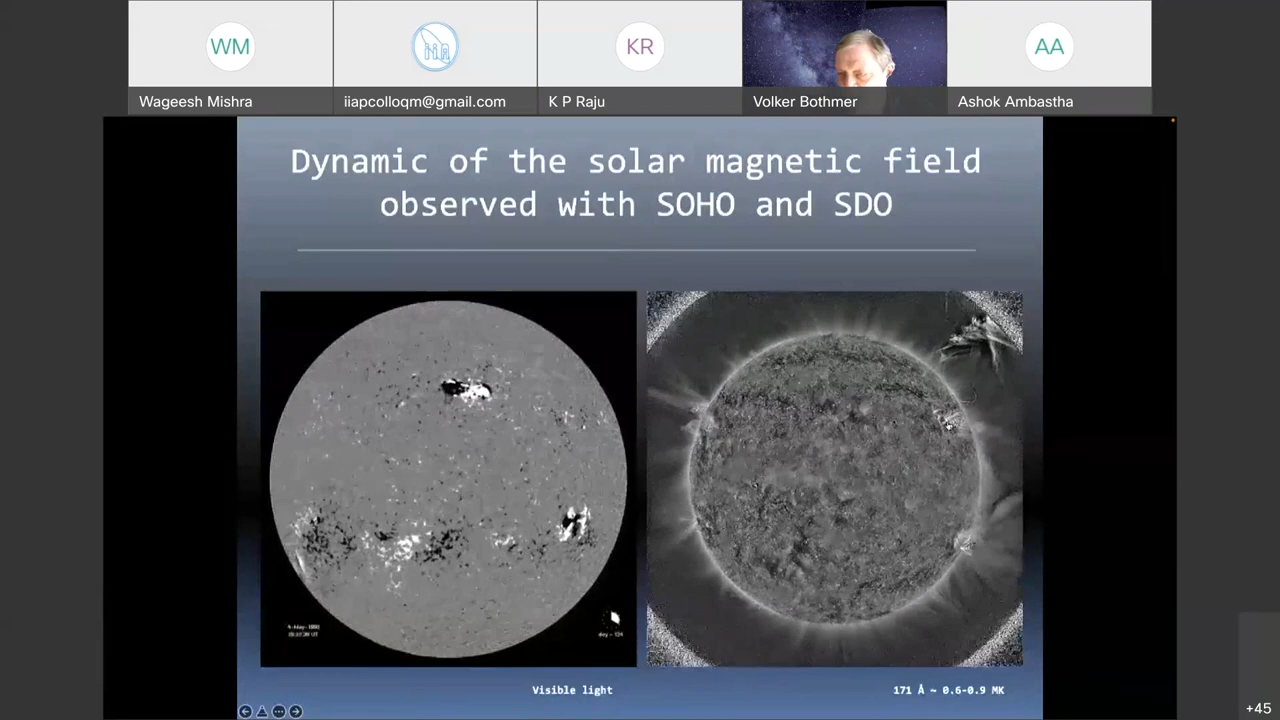 WM
KR
AA
Wageesh Mishra
iiapcolloqm@gmail.com
K P Raju
Volker Bothmer
Ashok Ambastha
Dynamic of the solar magnetic field
observed with SOHO and SDO
Visible light
171 Å ~ 0.6-0.9 MK
+45